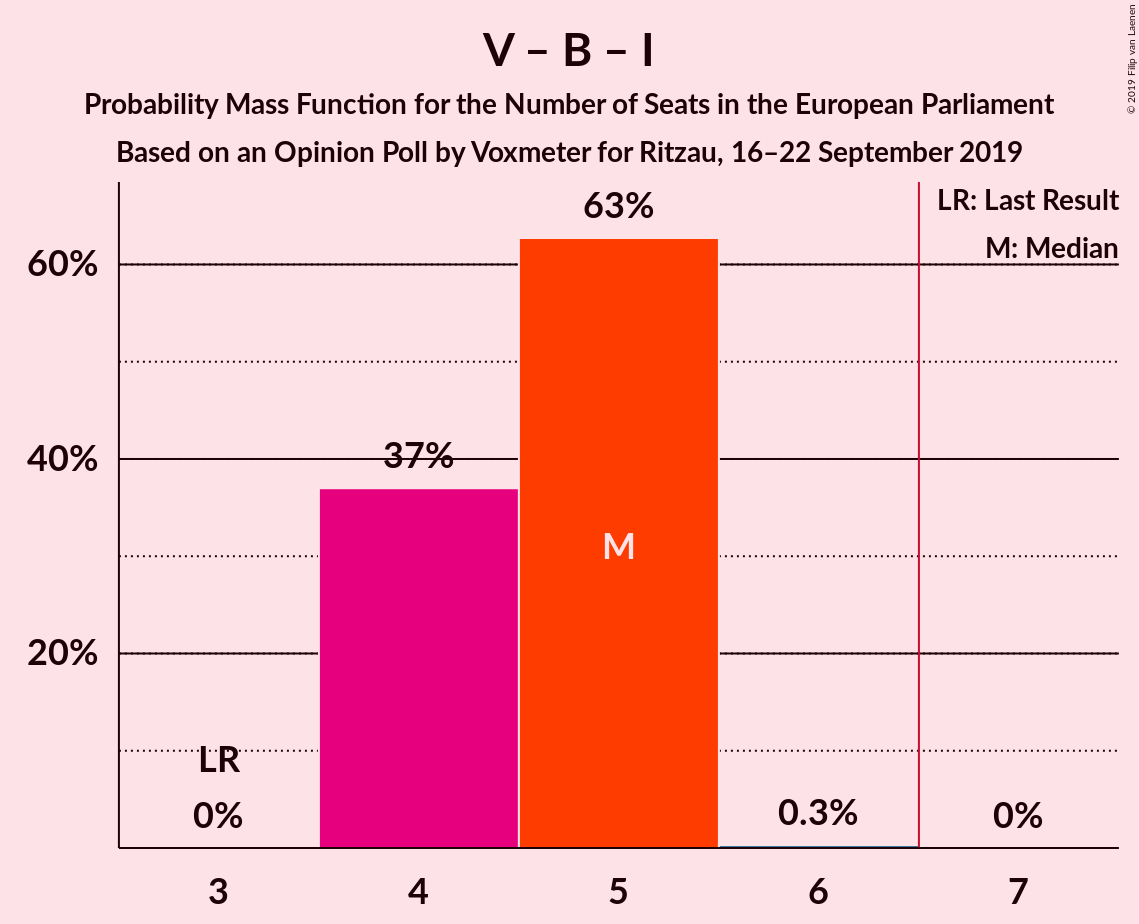 V – B – I
Probability Mass Function for the Number of Seats in the European Parliament
Based on an Opinion Poll by Voxmeter for Ritzau, 16–22 September 2019
© 2019 Filip van Laenen
LR: Last Result
M: Median
63%
60%
37%
40%
M
20%
LR
0%
0.3%
0%
3
4
5
6
7